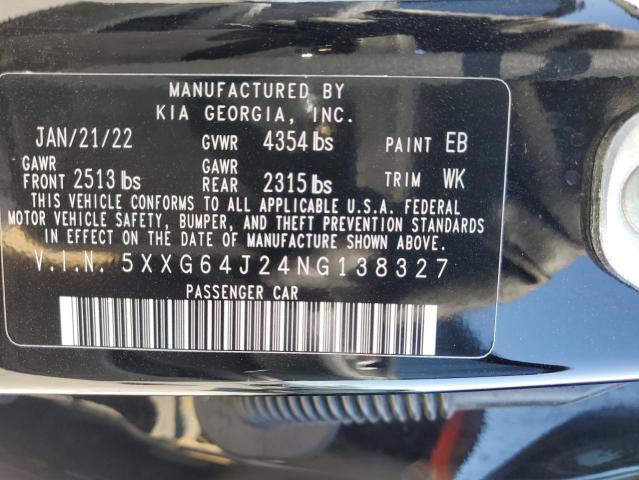 MANUFACTURED BY
KIA GEORGIA, INC.
JAN/21/22 GVWR 4354 lbs PAINT EB
GAWR FRONT 2513 lbs GAWR REAR 2315 lbs TRIM WK
THIS VEHICLE CONFORMS TO ALL APPLICABLE U.S.A. FEDERAL
MOTOR VEHICLE SAFETY, BUMPER, AND THEFT PREVENTION STANDARDS
IN EFFECT ON THE DATE OF MANUFACTURE SHOWN ABOVE.
V.I.N. 5XXG64J24NG138327
PASSENGER CAR